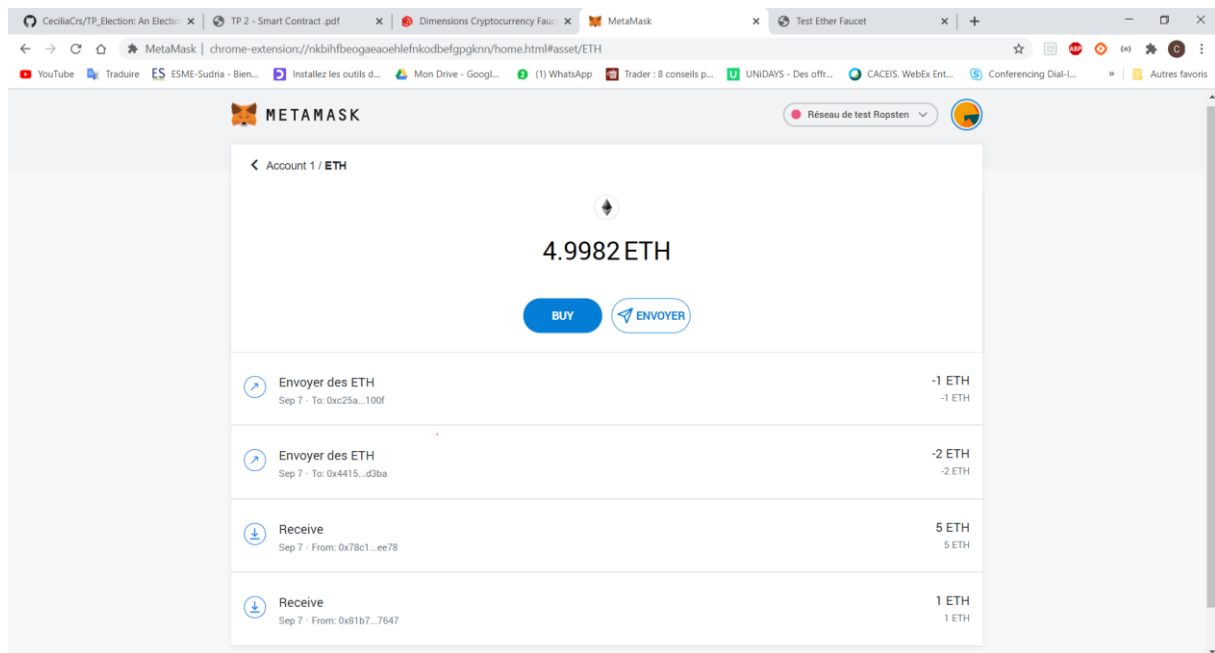 CeciliaCrs/TP_Election: An Electio
TP 2 - Smart Contract .pdf
Dimensions Cryptocurrency Fauc
MetaMask
Test Ether Faucet
MetaMask | chrome-extension://nkbihfbeogaeaoehlefnkodbefgpgknn/home.html#asset/ETH
YouTube
Traduire
ES ESME-Sudria - Bien...
Installez les outils d...
Mon Drive - Googl...
(1) WhatsApp
Trader : 8 conseils p...
UNiDAYS - Des offr...
CACEIS. WebEx Ent...
Conferencing Dial-I...
»
Autres favoris
METAMASK
Réseau de test Ropsten
Account 1 / ETH
4.9982 ETH
BUY
ENVOYER
Envoyer des ETH
-1 ETH
Sep 7 · To: 0xc25a...100f
-1 ETH
Envoyer des ETH
-2 ETH
Sep 7 · To: 0x4415...d3ba
-2 ETH
Receive
5 ETH
Sep 7 · From: 0x78c1...ee78
5 ETH
Receive
1 ETH
Sep 7 · From: 0x81b7...7647
1 ETH